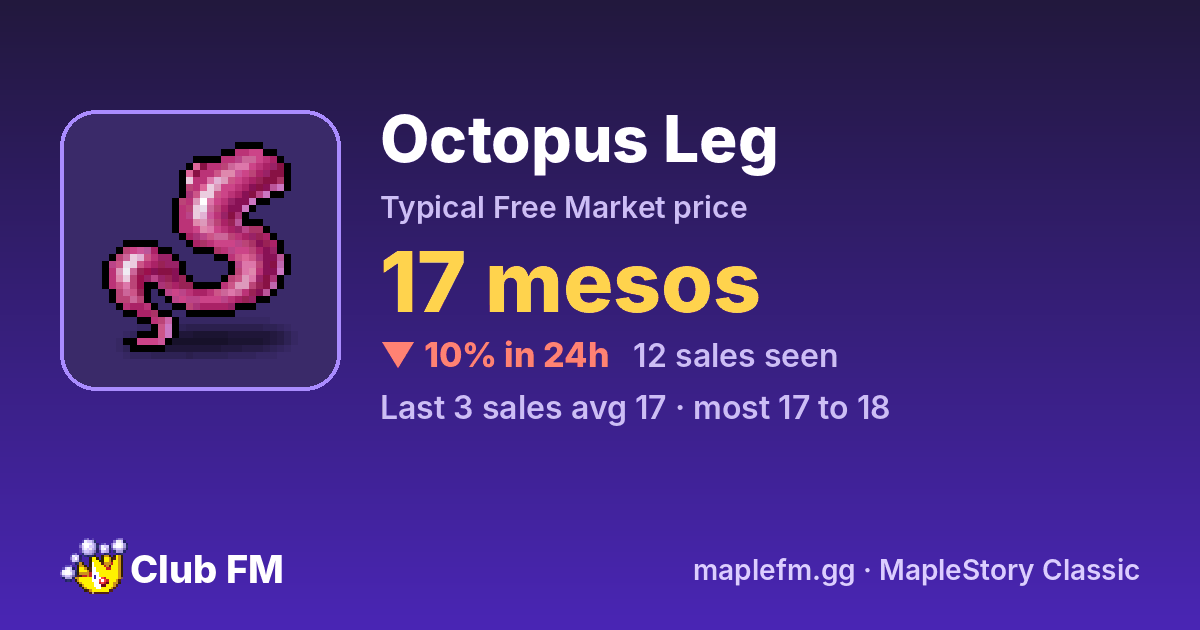 Octopus Leg
Typical Free Market price
17 mesos
▼ 10% in 24h 12 sales seen
Last 3 sales avg 17 · most 17 to 18
Club FM
maplefm.gg · MapleStory Classic